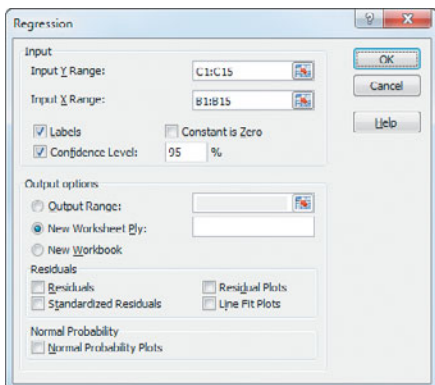 Regression
Input
Input Y Range:
C1:C15
Input X Range:
B1:B15
Labels
Constant is Zero
Confidence Level:
95 %
OK
Cancel
Help
Output options
Output Range:
New Worksheet Ply:
New Workbook
Residuals
Residuals
Residual Plots
Standardized Residuals
Line Fit Plots
Normal Probability
Normal Probability Plots